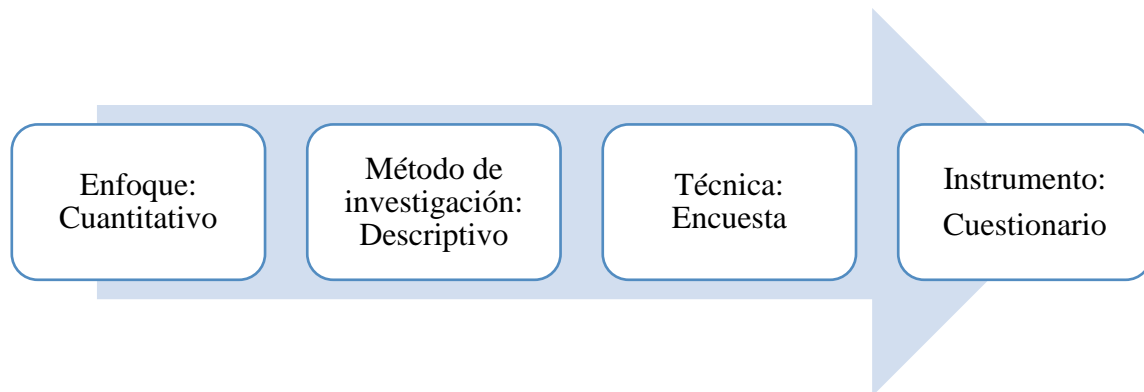 Enfoque:
Cuantitativo
Método de
investigación:
Descriptivo
Técnica:
Encuesta
Instrumento:
Cuestionario